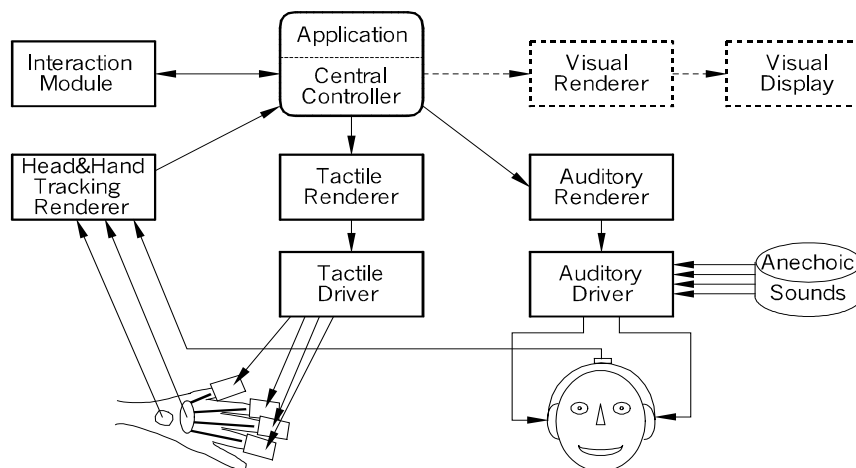 Application
Central
Controller
Interaction
Module
Visual
Renderer
Visual
Display
Head&Hand
Tracking
Renderer
Tactile
Renderer
Auditory
Renderer
Tactile
Driver
Auditory
Driver
Anechoic
Sounds